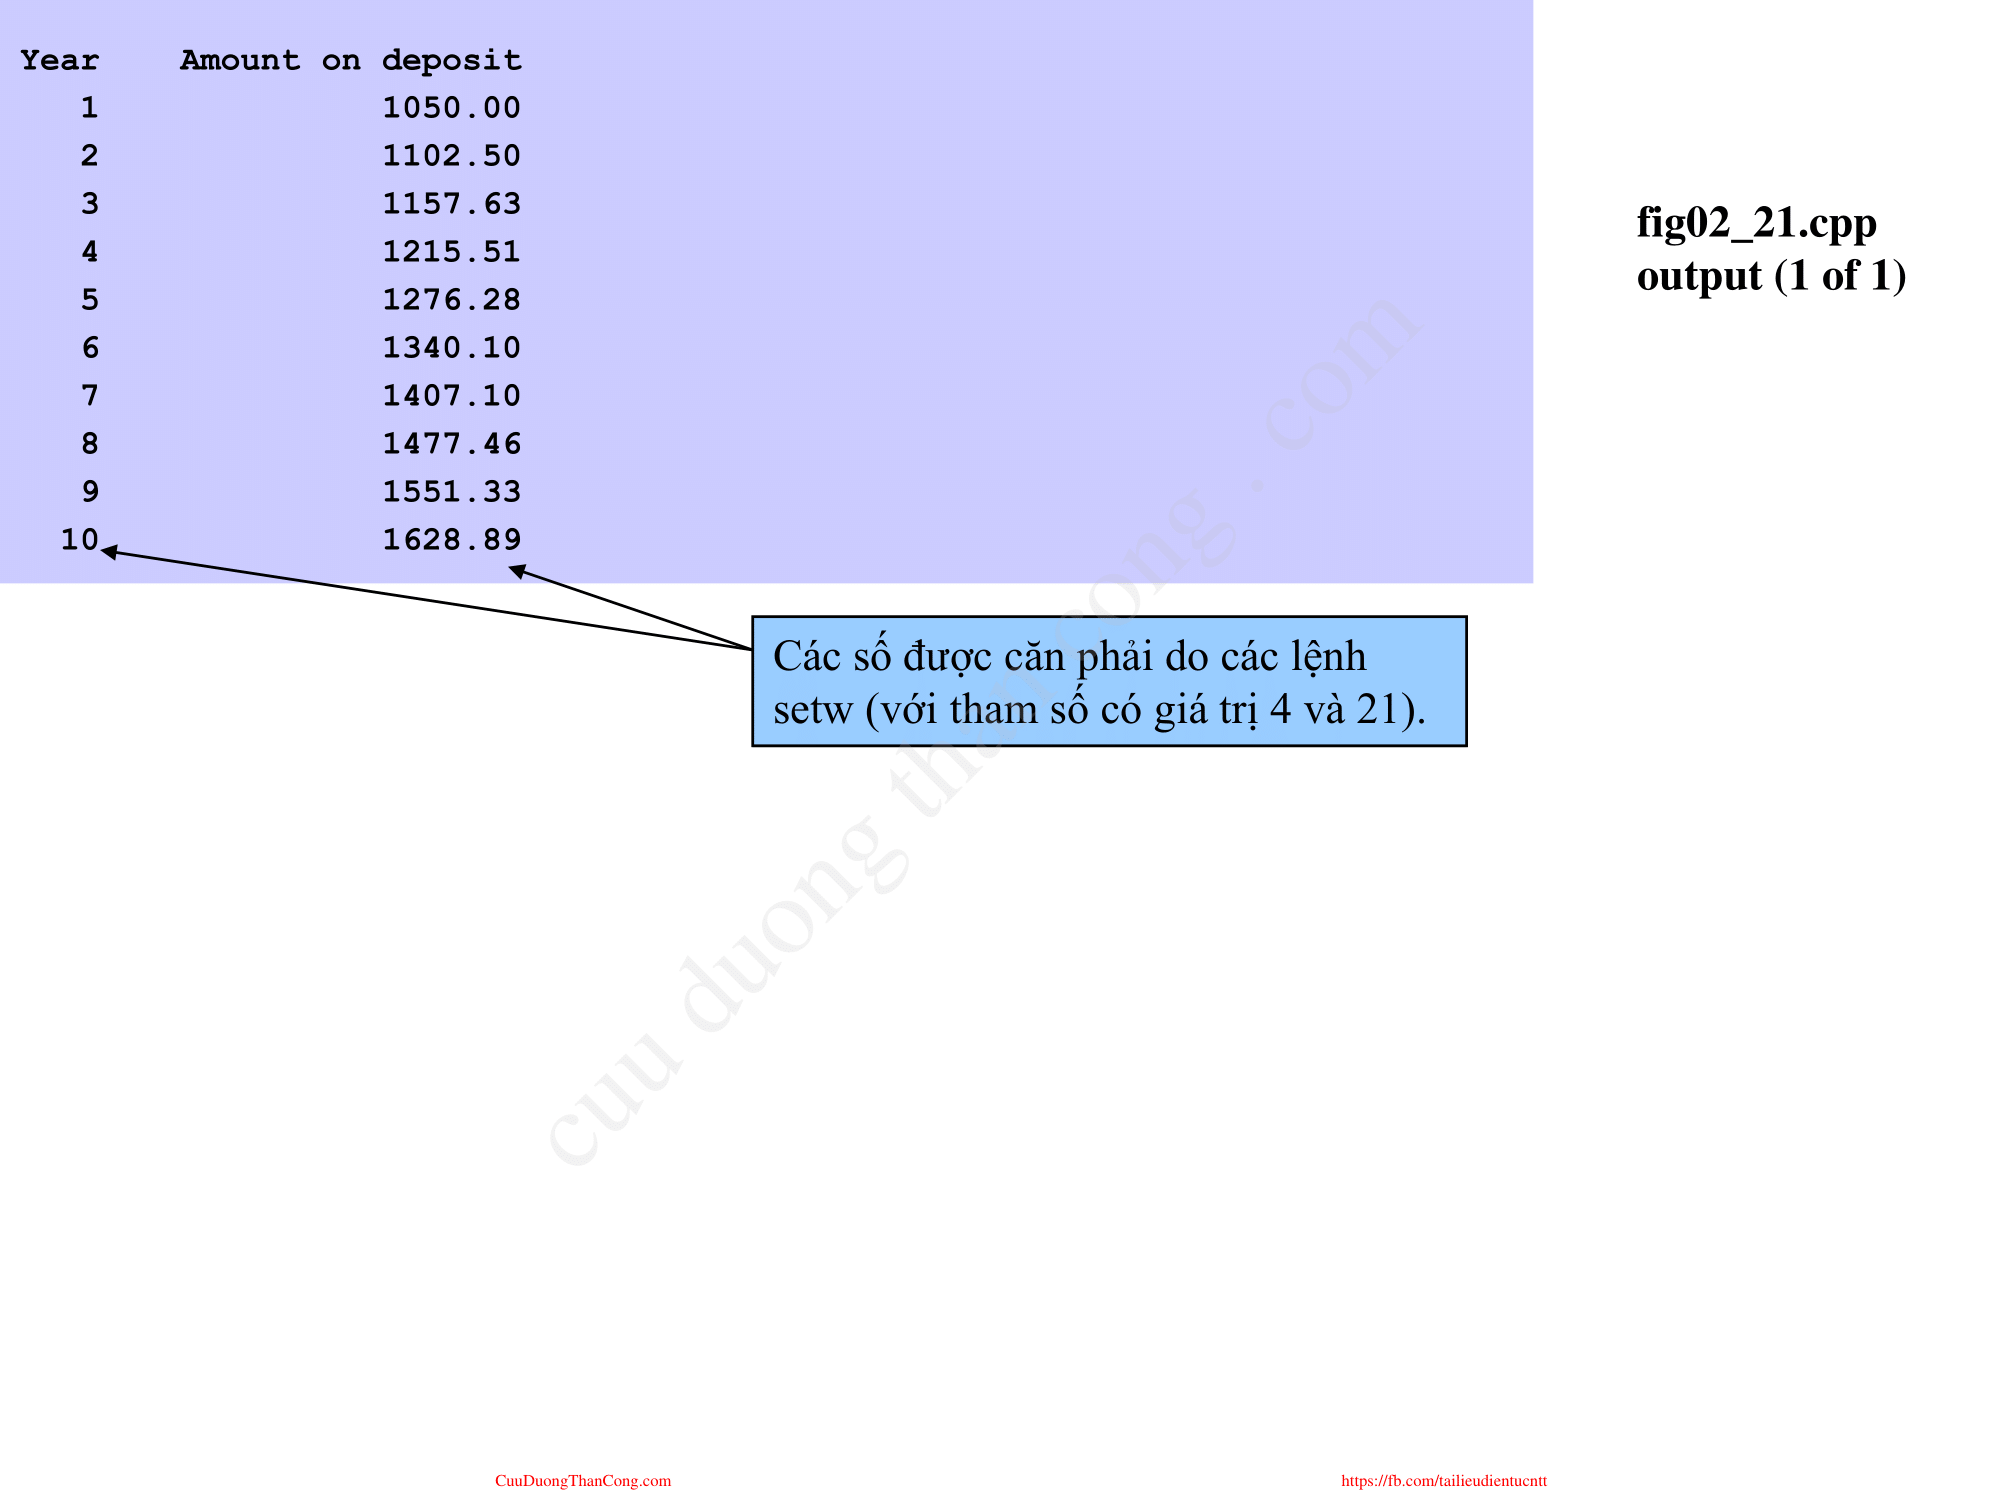 Year    Amount on deposit
   1              1050.00
   2              1102.50
   3              1157.63
   4              1215.51
   5              1276.28
   6              1340.10
   7              1407.10
   8              1477.46
   9              1551.33
  10              1628.89
fig02_21.cpp
output (1 of 1)
Các số được căn phải do các lệnh
setw (với tham số có giá trị 4 và 21).
cuu duong than cong . com
CuuDuongThanCong.com
https://fb.com/tailieudientucntt